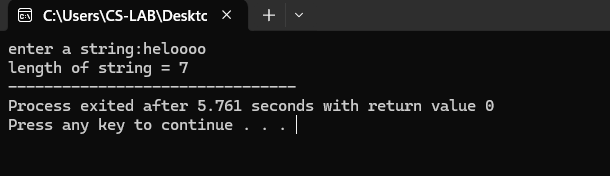 C:\Users\CS-LAB\Desktc
enter a string:heloooo
length of string = 7
--------------------------------
Process exited after 5.761 seconds with return value 0
Press any key to continue . . .